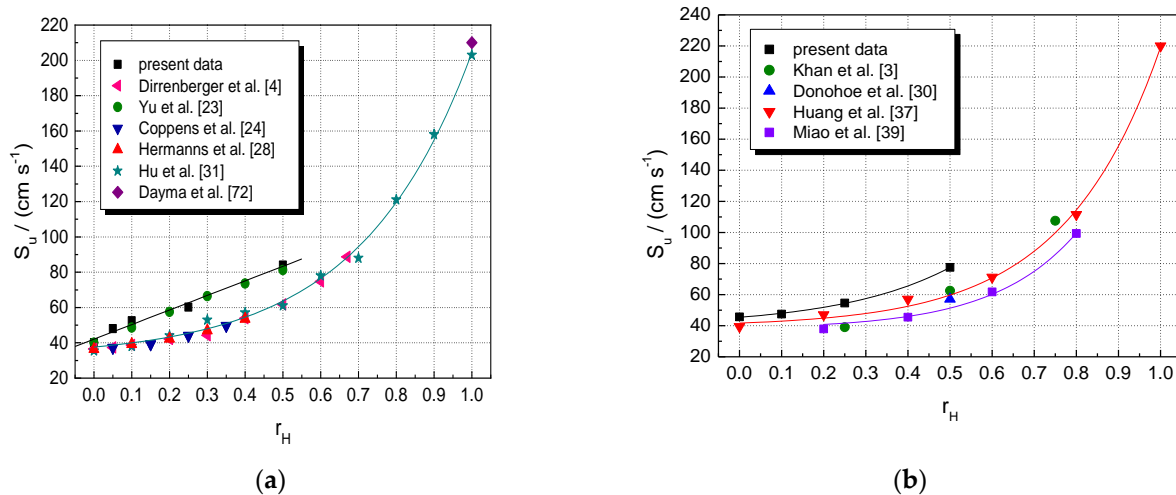 220
200
180
160
140
120
100
80
60
40
20
S_u / (cm s⁻¹)
present data
Dirrenberger et al. [4]
Yu et al. [23]
Coppens et al. [24]
Hermanns et al. [28]
Hu et al. [31]
Dayma et al. [72]
0.0 0.1 0.2 0.3 0.4 0.5 0.6 0.7 0.8 0.9 1.0
r_H
(a)
240
220
200
180
160
140
120
100
80
60
40
20
S_u / (cm s⁻¹)
present data
Khan et al. [3]
Donohoe et al. [30]
Huang et al. [37]
Miao et al. [39]
0.0 0.1 0.2 0.3 0.4 0.5 0.6 0.7 0.8 0.9 1.0
r_H
(b)